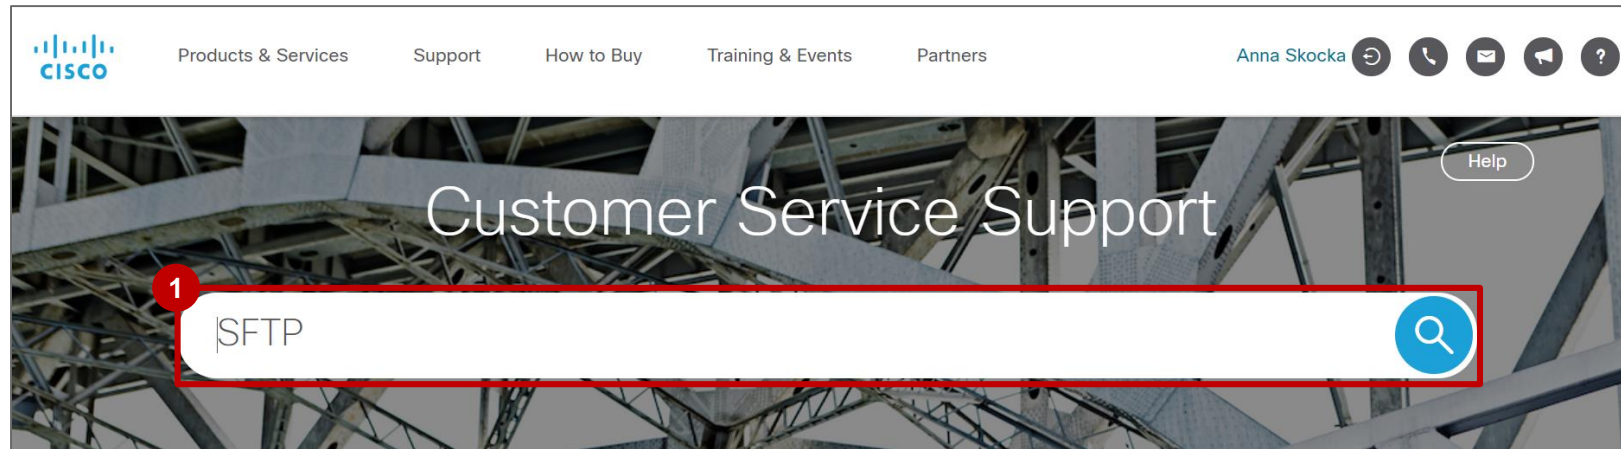 CISCO
Products & Services Support How to Buy Training & Events Partners Anna Skocka ?
Help
Customer Service Support
1
SFTP